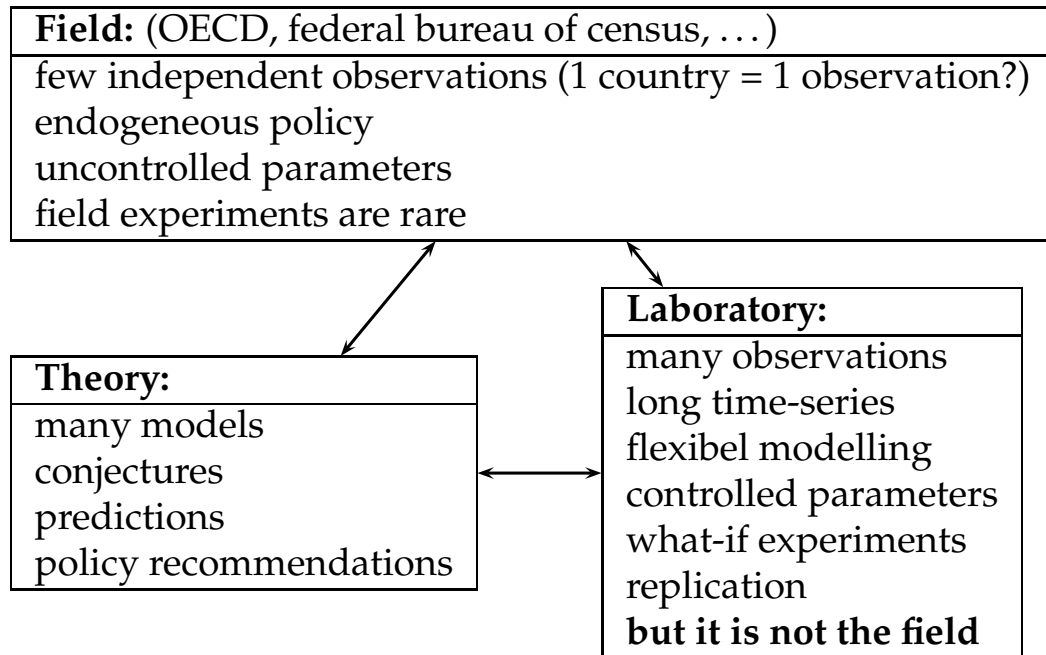 Field: (OECD, federal bureau of census, ...)
few independent observations (1 country = 1 observation?)
endogeneous policy
uncontrolled parameters
field experiments are rare
Theory:
many models
conjectures
predictions
policy recommendations
Laboratory:
many observations
long time-series
flexibel modelling
controlled parameters
what-if experiments
replication
but it is not the field